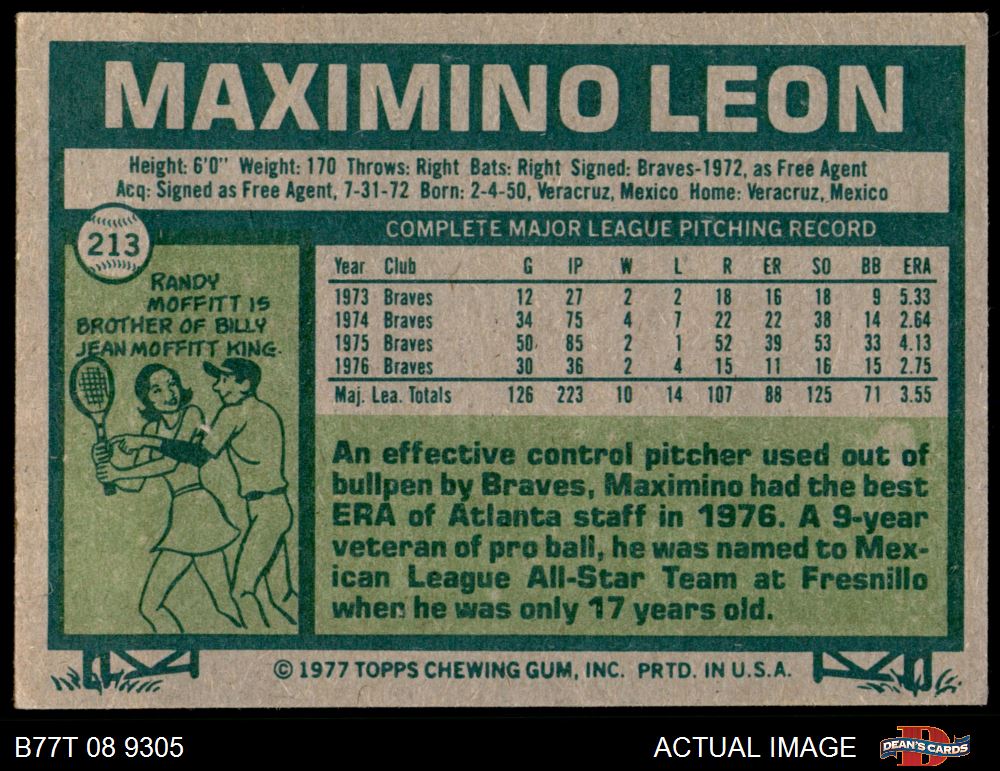 MAXIMINO LEON
Height: 6'0" Weight: 170 Throws: Right Bats: Right Signed: Braves-1972, as Free Agent
Acq: Signed as Free Agent, 7-31-72 Born: 2-4-50, Veracruz, Mexico Home: Veracruz, Mexico
213
RANDY
MOFFITT IS
BROTHER OF BILLY
JEAN MOFFITT KING.
COMPLETE MAJOR LEAGUE PITCHING RECORD
Year Club G IP W L R ER SO BB ERA
1973 Braves 12 27 2 2 18 16 18 9 5.33
1974 Braves 34 75 4 7 22 22 38 14 2.64
1975 Braves 50 85 2 1 52 39 53 33 4.13
1976 Braves 30 36 2 4 15 11 16 15 2.75
Maj. Lea. Totals 126 223 10 14 107 88 125 71 3.55
An effective control pitcher used out of
bullpen by Braves, Maximino had the best
ERA of Atlanta staff in 1976. A 9-year
veteran of pro ball, he was named to Mex-
ican League All-Star Team at Fresnillo
when he was only 17 years old.
© 1977 TOPPS CHEWING GUM, INC. PRTD. IN U.S.A.
B77T 08 9305
ACTUAL IMAGE
DEAN'S CARDS